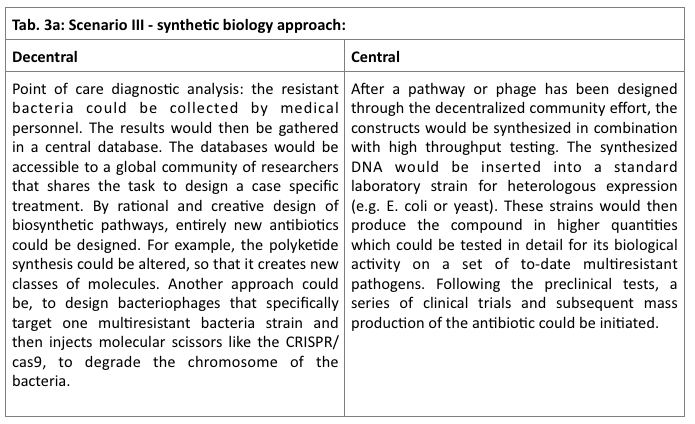 Tab. 3a: Scenario III - synthetic biology approach:
Decentral
Point of care diagnostic analysis: the resistant
bacteria could be collected by medical
personnel. The results would then be gathered
in a central database. The databases would be
accessible to a global community of researchers
that shares the task to design a case specific
treatment. By rational and creative design of
biosynthetic pathways, entirely new antibiotics
could be designed. For example, the polyketide
synthesis could be altered, so that it creates new
classes of molecules. Another approach could
be, to design bacteriophages that specifically
target one multiresistant bacteria strain and
then injects molecular scissors like the CRISPR/
cas9, to degrade the chromosome of the
bacteria.
Central
After a pathway or phage has been designed
through the decentralized community effort, the
constructs would be synthesized in combination
with high throughput testing. The synthesized
DNA would be inserted into a standard
laboratory strain for heterologous expression
(e.g. E. coli or yeast). These strains would then
produce the compound in higher quantities
which could be tested in detail for its biological
activity on a set of to-date multiresistant
pathogens. Following the preclinical tests, a
series of clinical trials and subsequent mass
production of the antibiotic could be initiated.